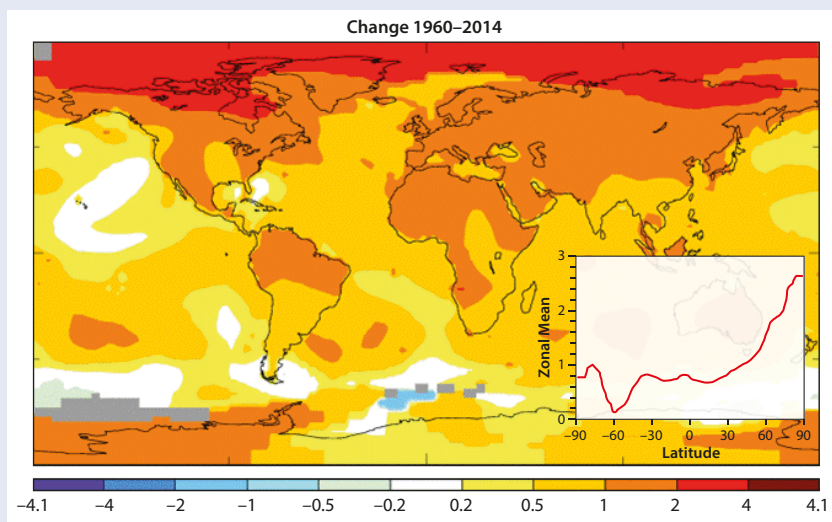 Change 1960–2014
3
2
1
0
Zonal Mean
–90 –60 –30 0 30 60 90
Latitude
–4.1 –4 –2 –1 –0.5 –0.2 0.2 0.5 1 2 4 4.1